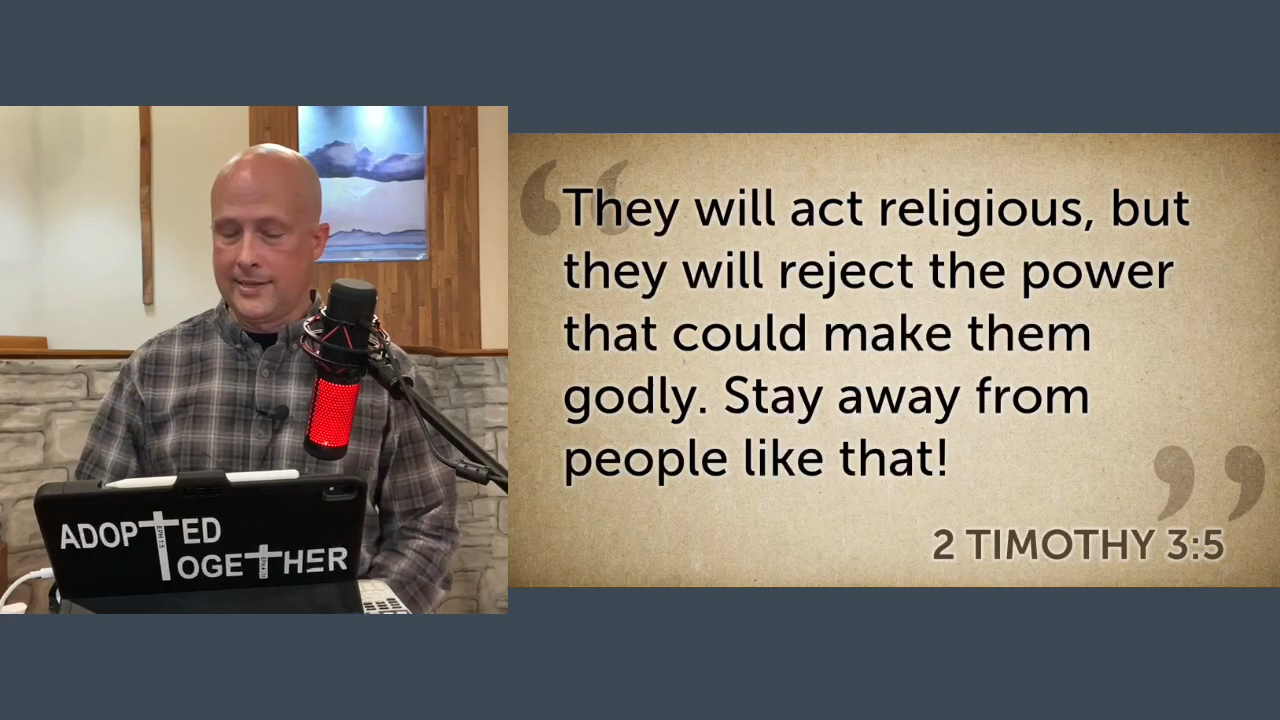 ADOPTED
TOGETHER
They will act religious, but
they will reject the power
that could make them
godly. Stay away from
people like that!
2 TIMOTHY 3:5